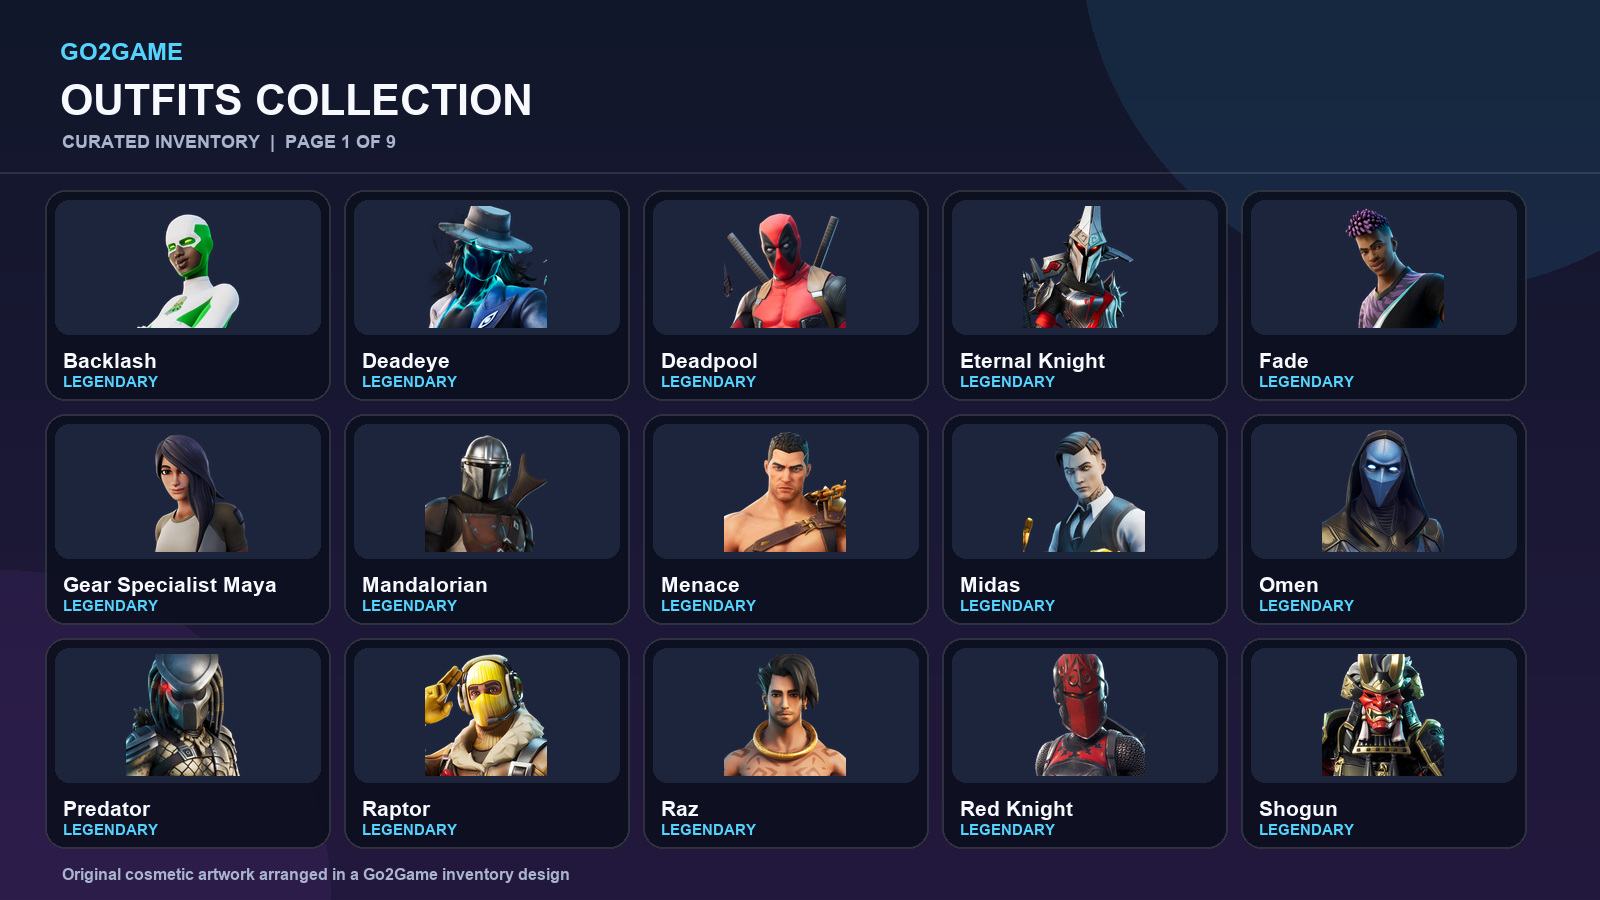 GO2GAME
OUTFITS COLLECTION
CURATED INVENTORY | PAGE 1 OF 9
Backlash
LEGENDARY
Deadeye
LEGENDARY
Deadpool
LEGENDARY
Eternal Knight
LEGENDARY
Fade
LEGENDARY
Gear Specialist Maya
LEGENDARY
Mandalorian
LEGENDARY
Menace
LEGENDARY
Midas
LEGENDARY
Omen
LEGENDARY
Predator
LEGENDARY
Raptor
LEGENDARY
Raz
LEGENDARY
Red Knight
LEGENDARY
Shogun
LEGENDARY
Original cosmetic artwork arranged in a Go2Game inventory design